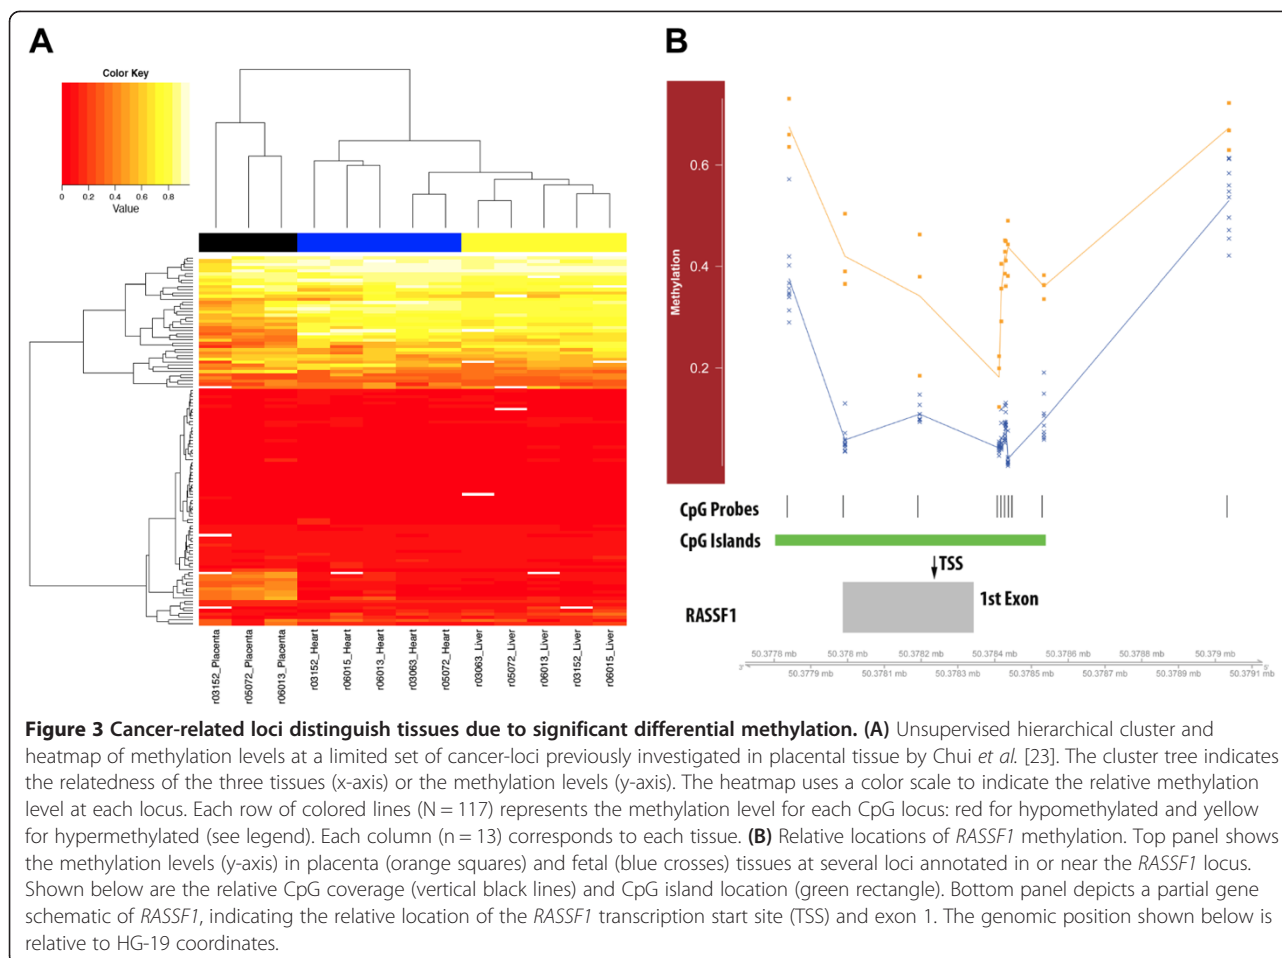 A
B
Color Key
0 0.2 0.4 0.6 0.8
Value
r03152_Placenta
r05072_Placenta
r06013_Placenta
r03152_Heart
r06015_Heart
r06013_Heart
r03063_Heart
r05072_Heart
r03063_Liver
r05072_Liver
r06013_Liver
r03152_Liver
r06015_Liver
Methylation
0.6
0.4
0.2
CpG Probes
CpG Islands
TSS
RASSF1
1st Exon
50.3778 mb 50.378 mb 50.3782 mb 50.3784 mb 50.3786 mb 50.3788 mb 50.379 mb
3' 5'
50.3779 mb 50.3781 mb 50.3783 mb 50.3785 mb 50.3787 mb 50.3789 mb 50.3791 mb
Figure 3 Cancer-related loci distinguish tissues due to significant differential methylation. (A) Unsupervised hierarchical cluster and
heatmap of methylation levels at a limited set of cancer-loci previously investigated in placental tissue by Chui et al. [23]. The cluster tree indicates
the relatedness of the three tissues (x-axis) or the methylation levels (y-axis). The heatmap uses a color scale to indicate the relative methylation
level at each locus. Each row of colored lines (N = 117) represents the methylation level for each CpG locus: red for hypomethylated and yellow
for hypermethylated (see legend). Each column (n = 13) corresponds to each tissue. (B) Relative locations of RASSF1 methylation. Top panel shows
the methylation levels (y-axis) in placenta (orange squares) and fetal (blue crosses) tissues at several loci annotated in or near the RASSF1 locus.
Shown below are the relative CpG coverage (vertical black lines) and CpG island location (green rectangle). Bottom panel depicts a partial gene
schematic of RASSF1, indicating the relative location of the RASSF1 transcription start site (TSS) and exon 1. The genomic position shown below is
relative to HG-19 coordinates.